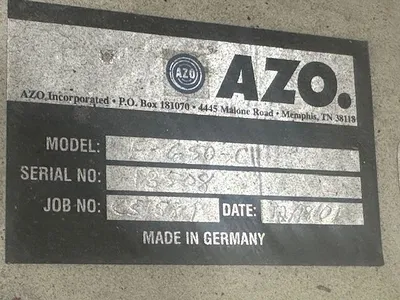 AZO
AZO.
AZO Incorporated • P.O. Box 181070 • 4445 Malone Road • Memphis, TN 38118
MODEL:
SERIAL NO:
JOB NO: DATE:
MADE IN GERMANY